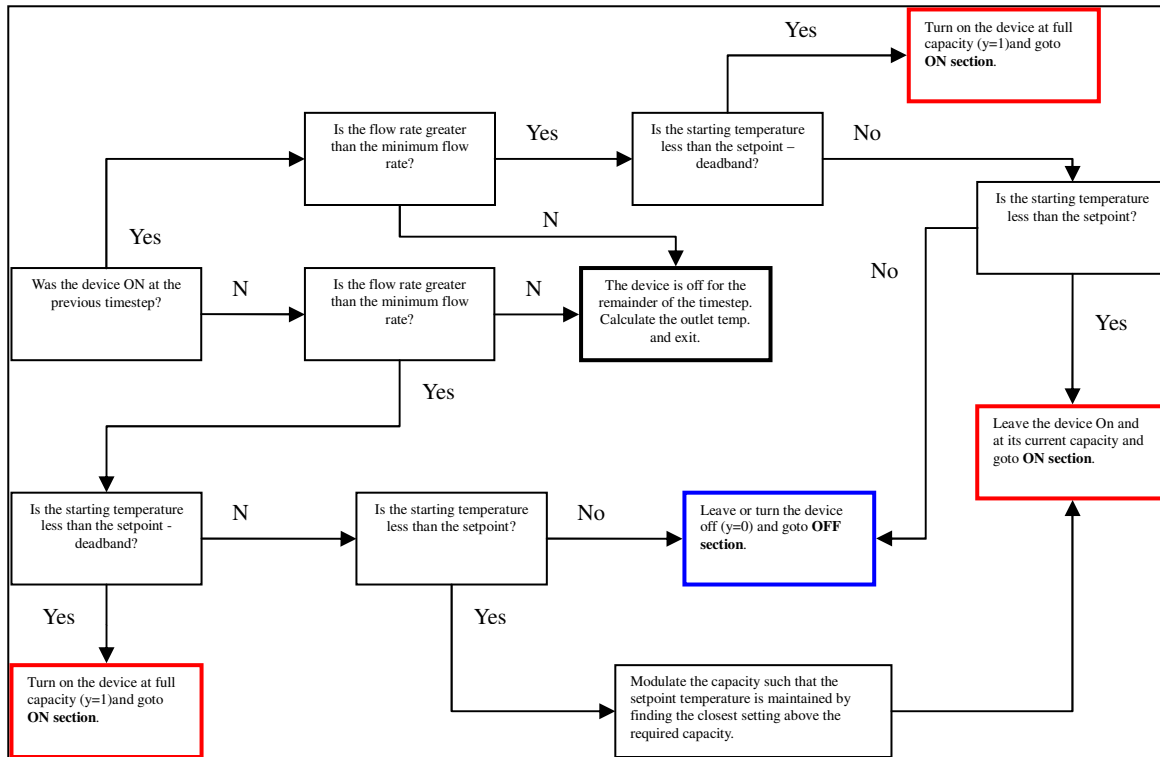 Yes
Turn on the device at full
capacity (y=1)and goto
ON section.
Is the flow rate greater
than the minimum flow
rate?
Yes
Is the starting temperature
less than the setpoint –
deadband?
No
Is the starting temperature
less than the setpoint?
Yes
N
No
Was the device ON at the
previous timestep?
N
Is the flow rate greater
than the minimum flow
rate?
N
The device is off for the
remainder of the timestep.
Calculate the outlet temp.
and exit.
Yes
Yes
Leave the device On and
at its current capacity and
goto ON section.
Is the starting temperature
less than the setpoint -
deadband?
N
Is the starting temperature
less than the setpoint?
No
Leave or turn the device
off (y=0) and goto OFF
section.
Yes
Yes
Turn on the device at full
capacity (y=1)and goto
ON section.
Modulate the capacity such that the
setpoint temperature is maintained by
finding the closest setting above the
required capacity.